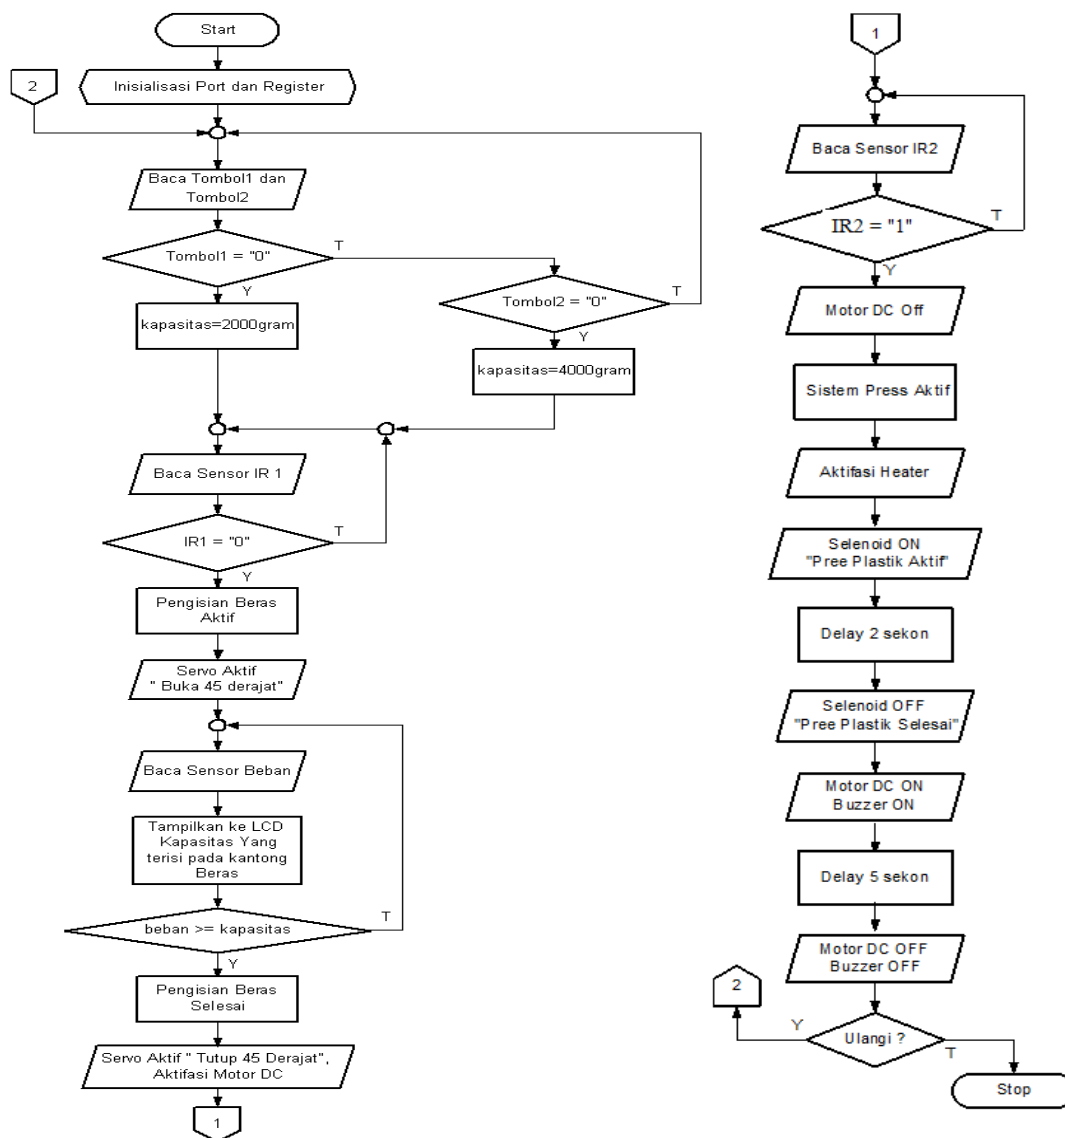 Start
2
Inisialisasi Port dan Register
Baca Tombol1 dan
Tombol2
Tombol1 = "0"
T
Y
Tombol2 = "0"
T
Y
kapasitas=2000gram
kapasitas=4000gram
Baca Sensor IR 1
IR1 = "0"
T
Y
Pengisian Beras
Aktif
Servo Aktif
" Buka 45 derajat"
Baca Sensor Beban
Tampilkan ke LCD
Kapasitas Yang
terisi pada kantong
Beras
beban >= kapasitas
T
Y
Pengisian Beras
Selesai
Servo Aktif " Tutup 45 Derajat",
Aktifasi Motor DC
1
1
Baca Sensor IR2
IR2 = "1"
T
Y
Motor DC Off
Sistem Press Aktif
Aktifasi Heater
Selenoid ON
"Pree Plastik Aktif"
Delay 2 sekon
Selenoid OFF
"Pree Plastik Selesai"
Motor DC ON
Buzzer ON
Delay 5 sekon
Motor DC OFF
Buzzer OFF
2
Y
Ulangi ?
T
Stop